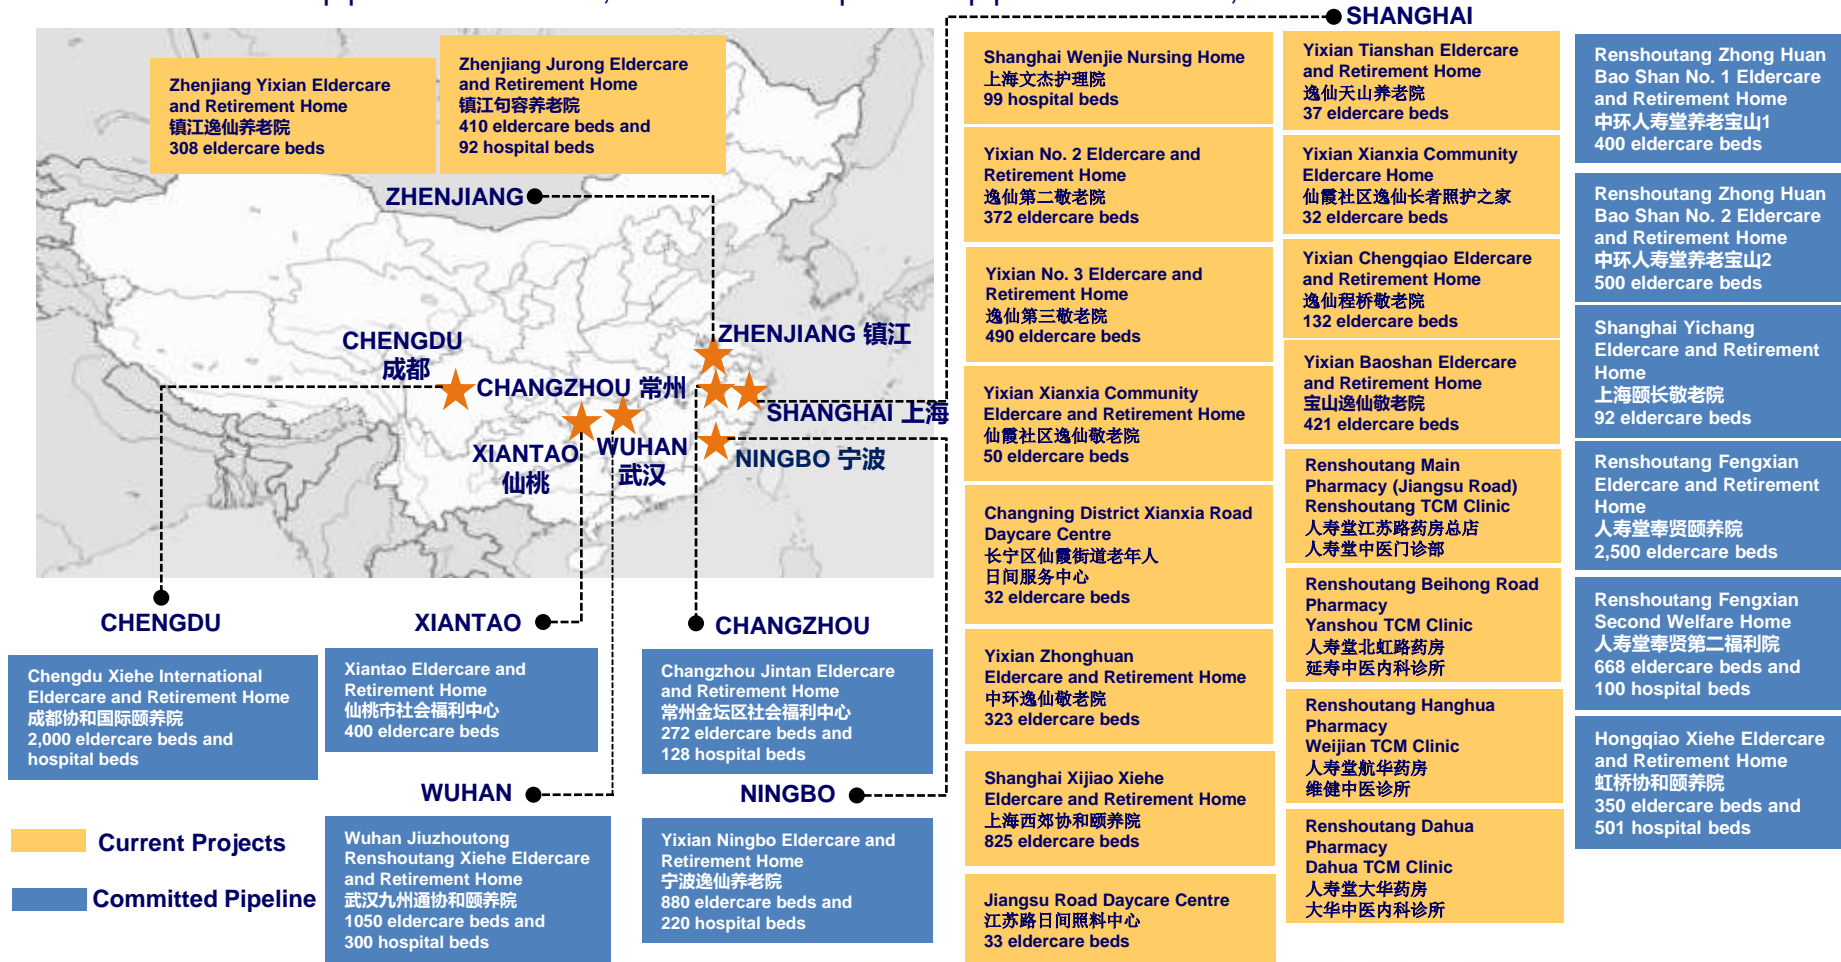 SHANGHAI
Zhenjiang Yixian Eldercare
and Retirement Home
镇江逸仙养老院
308 eldercare beds
Zhenjiang Jurong Eldercare
and Retirement Home
镇江句容养老院
410 eldercare beds and
92 hospital beds
ZHENJIANG
CHENGDU
成都
CHANGZHOU 常州
ZHENJIANG 镇江
SHANGHAI 上海
XIANTAO
仙桃
WUHAN
武汉
NINGBO 宁波
Shanghai Wenjie Nursing Home
上海文杰护理院
99 hospital beds
Yixian No. 2 Eldercare and
Retirement Home
逸仙第二敬老院
372 eldercare beds
Yixian No. 3 Eldercare and
Retirement Home
逸仙第三敬老院
490 eldercare beds
Yixian Xianxia Community
Eldercare and Retirement Home
仙霞社区逸仙敬老院
50 eldercare beds
Changning District Xianxia Road
Daycare Centre
长宁区仙霞街道老年人
日间服务中心
32 eldercare beds
Yixian Zhonghuan
Eldercare and Retirement Home
中环逸仙敬老院
323 eldercare beds
Shanghai Xijiao Xiehe
Eldercare and Retirement Home
上海西郊协和颐养院
825 eldercare beds
Jiangsu Road Daycare Centre
江苏路日间照料中心
33 eldercare beds
Yixian Tianshan Eldercare
and Retirement Home
逸仙天山养老院
37 eldercare beds
Yixian Xianxia Community
Eldercare Home
仙霞社区逸仙长者照护之家
32 eldercare beds
Yixian Chengqiao Eldercare
and Retirement Home
逸仙程桥敬老院
132 eldercare beds
Yixian Baoshan Eldercare
and Retirement Home
宝山逸仙敬老院
421 eldercare beds
Renshoutang Main
Pharmacy (Jiangsu Road)
Renshoutang TCM Clinic
人寿堂江苏路药房总店
人寿堂中医门诊部
Renshoutang Beihong Road
Pharmacy
Yanshou TCM Clinic
人寿堂北虹路药房
延寿中医内科诊所
Renshoutang Hanghua
Pharmacy
Weijian TCM Clinic
人寿堂航华药房
维健中医诊所
Renshoutang Dahua
Pharmacy
Dahua TCM Clinic
人寿堂大华药房
大华中医内科诊所
Renshoutang Zhong Huan
Bao Shan No. 1 Eldercare
and Retirement Home
中环人寿堂养老宝山1
400 eldercare beds
Renshoutang Zhong Huan
Bao Shan No. 2 Eldercare
and Retirement Home
中环人寿堂养老宝山2
500 eldercare beds
Shanghai Yichang
Eldercare and Retirement
Home
上海颐长敬老院
92 eldercare beds
Renshoutang Fengxian
Eldercare and Retirement
Home
人寿堂奉贤颐养院
2,500 eldercare beds
Renshoutang Fengxian
Second Welfare Home
人寿堂奉贤第二福利院
668 eldercare beds and
100 hospital beds
Hongqiao Xiehe Eldercare
and Retirement Home
虹桥协和颐养院
350 eldercare beds and
501 hospital beds
CHENGDU
Chengdu Xiehe International
Eldercare and Retirement Home
成都协和国际颐养院
2,000 eldercare beds and
hospital beds
XIANTAO
Xiantao Eldercare and
Retirement Home
仙桃市社会福利中心
400 eldercare beds
CHANGZHOU
Changzhou Jintan Eldercare
and Retirement Home
常州金坛区社会福利中心
272 eldercare beds and
128 hospital beds
WUHAN
Wuhan Jiuzhoutong
Renshoutang Xiehe Eldercare
and Retirement Home
武汉九州通协和颐养院
1050 eldercare beds and
300 hospital beds
NINGBO
Yixian Ningbo Eldercare and
Retirement Home
宁波逸仙养老院
880 eldercare beds and
220 hospital beds
Current Projects
Committed Pipeline